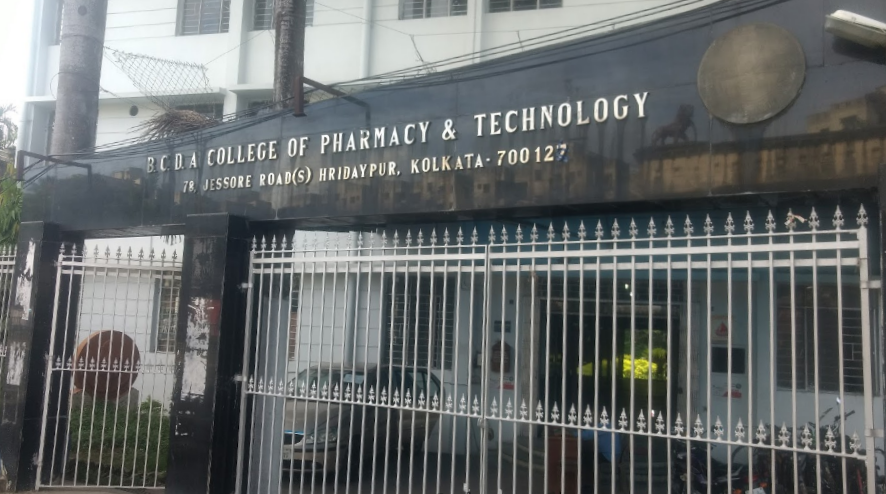 B.C.D.A COLLEGE OF PHARMACY & TECHNOLOGY
78, JESSORE ROAD(S) HRIDAYPUR, KOLKATA-700127